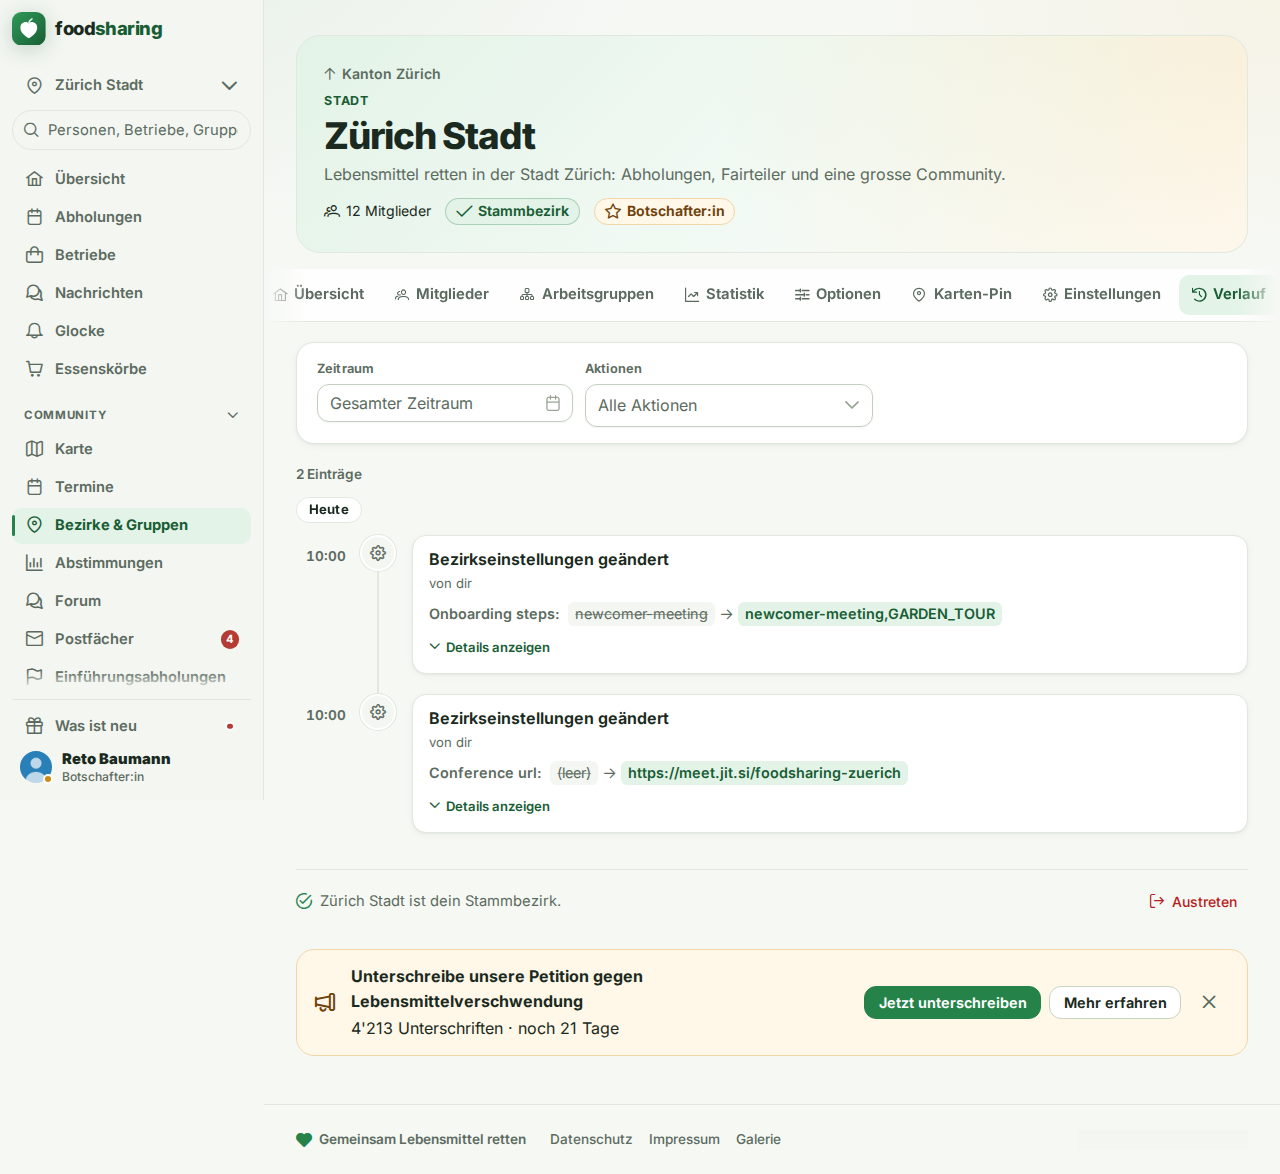 foodsharing
Zürich Stadt
Personen, Betriebe, Grupp
Übersicht
Abholungen
Betriebe
Nachrichten
Glocke
Essenskörbe
COMMUNITY
Karte
Termine
Bezirke & Gruppen
Abstimmungen
Forum
Postfächer 4
Einführungsabholungen
Was ist neu
Reto Baumann
Botschafter:in
Kanton Zürich
STADT
Zürich Stadt
Lebensmittel retten in der Stadt Zürich: Abholungen, Fairteiler und eine grosse Community.
12 Mitglieder Stammbezirk Botschafter:in
Übersicht Mitglieder Arbeitsgruppen Statistik Optionen Karten-Pin Einstellungen Verlauf
Zeitraum Aktionen
Gesamter Zeitraum Alle Aktionen
2 Einträge
Heute
10:00 Bezirkseinstellungen geändert
von dir
Onboarding steps: newcomer-meeting → newcomer-meeting,GARDEN_TOUR
Details anzeigen
10:00 Bezirkseinstellungen geändert
von dir
Conference url: (leer) → https://meet.jit.si/foodsharing-zuerich
Details anzeigen
Zürich Stadt ist dein Stammbezirk. Austreten
Unterschreibe unsere Petition gegen
Lebensmittelverschwendung
4'213 Unterschriften · noch 21 Tage
Jetzt unterschreiben Mehr erfahren
Gemeinsam Lebensmittel retten Datenschutz Impressum Galerie